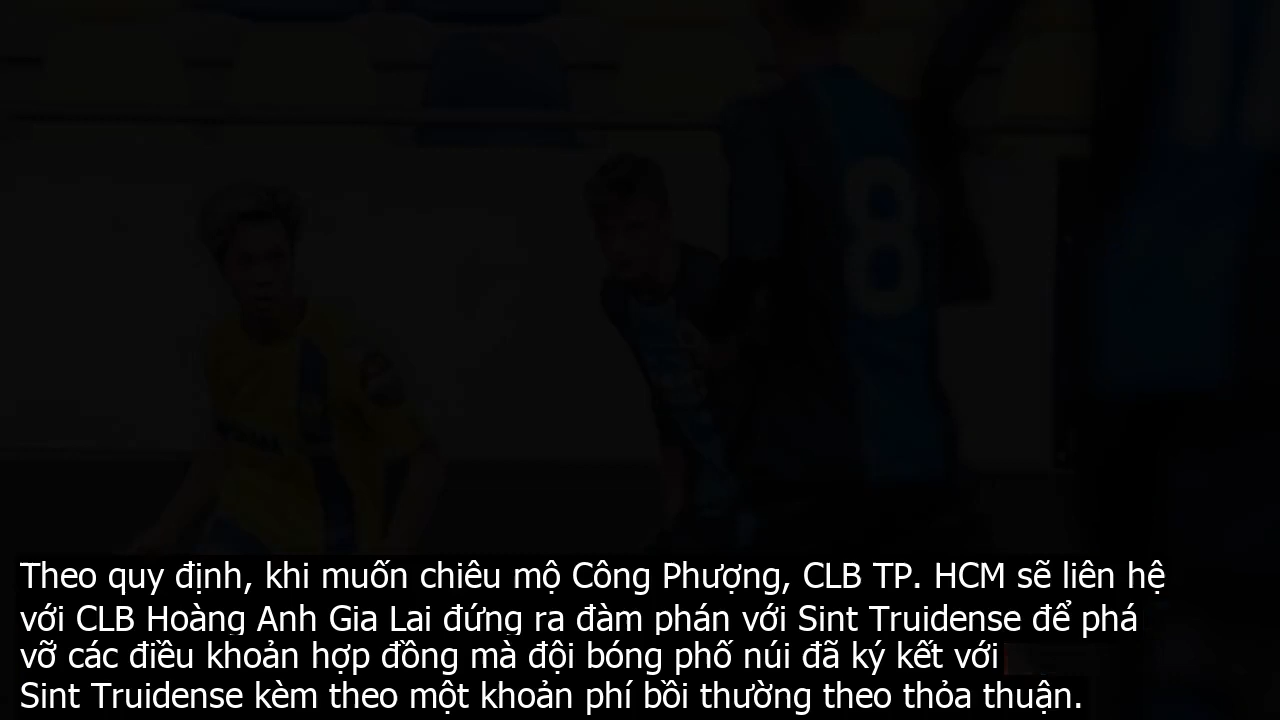 8
Theo quy định, khi muốn chiêu mộ Công Phượng, CLB TP. HCM sẽ liên hệ
với CLB Hoàng Anh Gia Lai đứng ra đàm phán với Sint Truidense để phá
vỡ các điều khoản hợp đồng mà đội bóng phố núi đã ký kết với
Sint Truidense kèm theo một khoản phí bồi thường theo thỏa thuận.